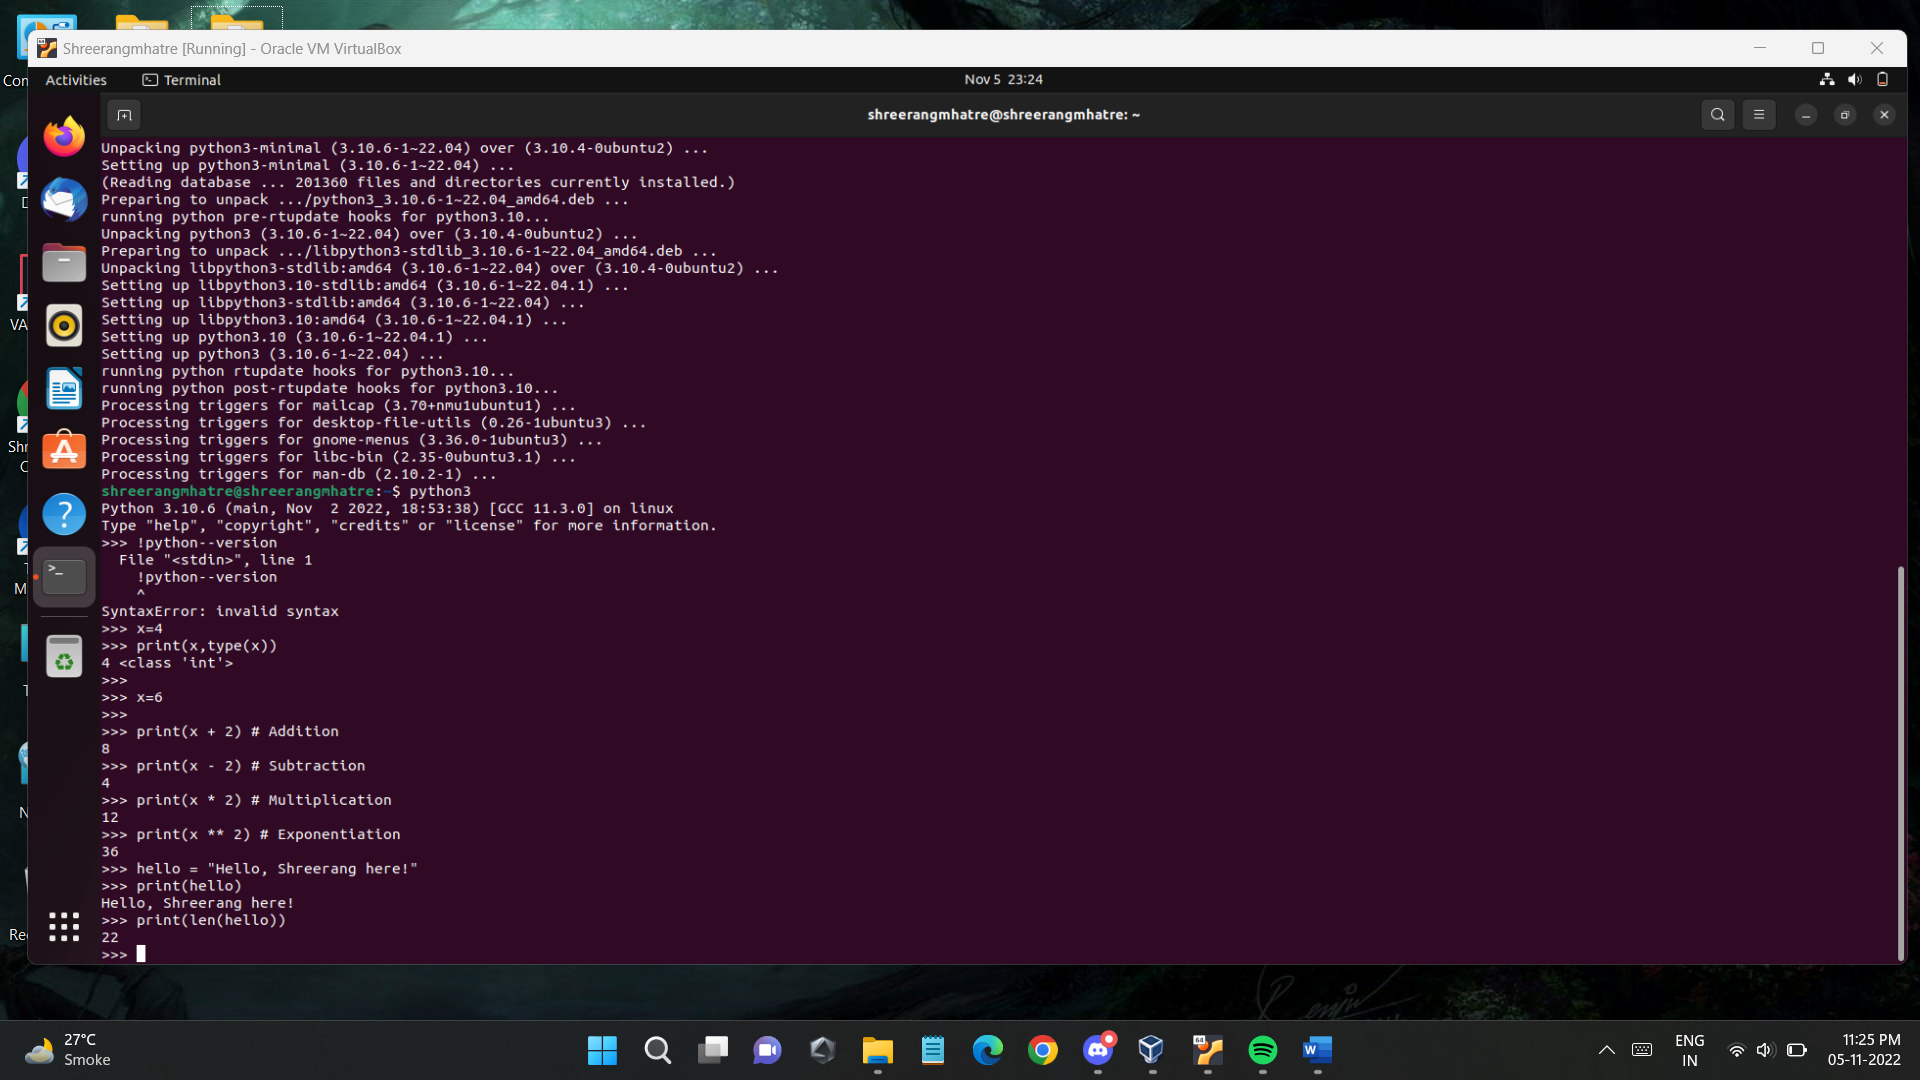 Shreerangmhatre [Running] - Oracle VM VirtualBox
Activities
Terminal
Nov 5 23:24
shreerangmhatre@shreerangmhatre: ~
Unpacking python3-minimal (3.10.6-1~22.04) over (3.10.4-0ubuntu2) ...
Setting up python3-minimal (3.10.6-1~22.04) ...
(Reading database ... 201360 files and directories currently installed.)
Preparing to unpack .../python3_3.10.6-1~22.04_amd64.deb ...
running python pre-rtupdate hooks for python3.10...
Unpacking python3 (3.10.6-1~22.04) over (3.10.4-0ubuntu2) ...
Preparing to unpack .../libpython3-stdlib_3.10.6-1~22.04_amd64.deb ...
Unpacking libpython3-stdlib:amd64 (3.10.6-1~22.04) over (3.10.4-0ubuntu2) ...
Setting up libpython3.10-stdlib:amd64 (3.10.6-1~22.04.1) ...
Setting up libpython3-stdlib:amd64 (3.10.6-1~22.04) ...
Setting up libpython3.10:amd64 (3.10.6-1~22.04.1) ...
Setting up python3.10 (3.10.6-1~22.04.1) ...
Setting up python3 (3.10.6-1~22.04) ...
running python rtupdate hooks for python3.10...
running python post-rtupdate hooks for python3.10...
Processing triggers for mailcap (3.70+nmu1ubuntu1) ...
Processing triggers for desktop-file-utils (0.26-1ubuntu3) ...
Processing triggers for gnome-menus (3.36.0-1ubuntu3) ...
Processing triggers for libc-bin (2.35-0ubuntu3.1) ...
Processing triggers for man-db (2.10.2-1) ...
shreerangmhatre@shreerangmhatre:~$ python3
Python 3.10.6 (main, Nov  2 2022, 18:53:38) [GCC 11.3.0] on linux
Type "help", "copyright", "credits" or "license" for more information.
>>> !python--version
  File "<stdin>", line 1
    !python--version
    ^
SyntaxError: invalid syntax
>>> x=4
>>> print(x,type(x))
4 <class 'int'>
>>>
>>> x=6
>>>
>>> print(x + 2) # Addition
8
>>> print(x - 2) # Subtraction
4
>>> print(x * 2) # Multiplication
12
>>> print(x ** 2) # Exponentiation
36
>>> hello = "Hello, Shreerang here!"
>>> print(hello)
Hello, Shreerang here!
>>> print(len(hello))
22
>>>
27°C
Smoke
ENG
IN
11:25 PM
05-11-2022